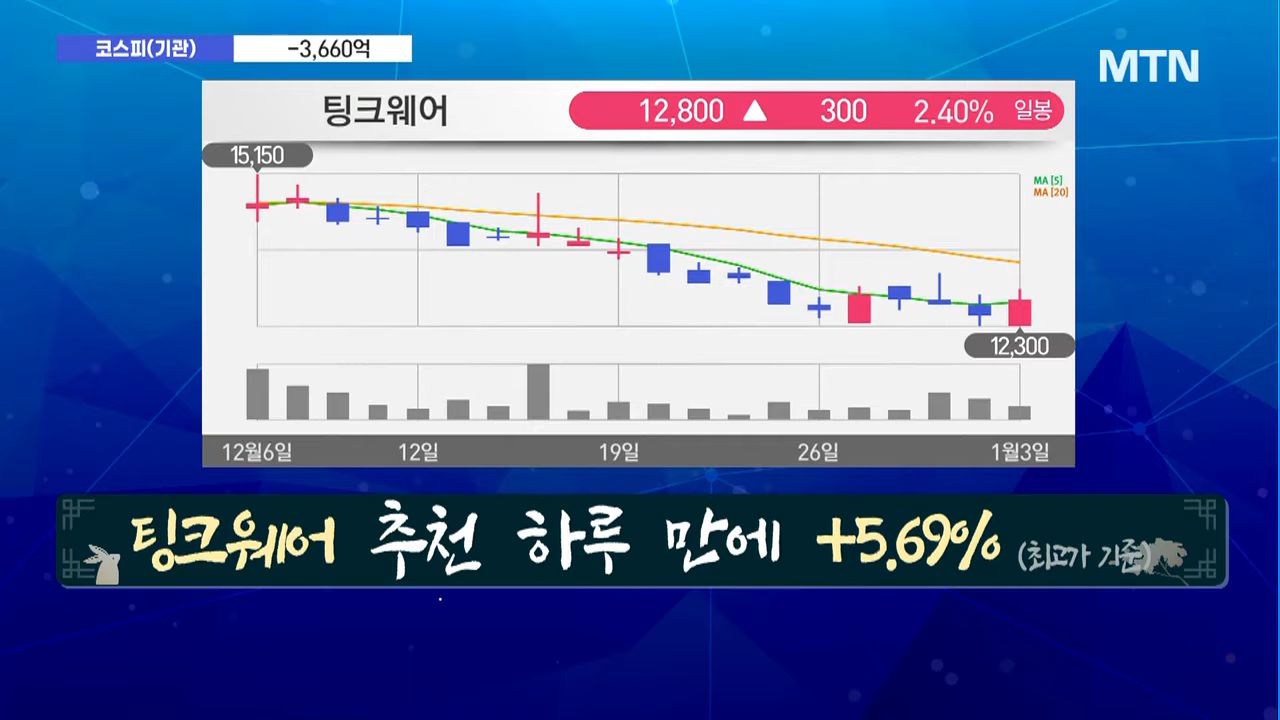 코스피(기관) -3,660억
MTN
팅크웨어 12,800 ▲ 300 2.40% 일봉
15,150
MA [5]
MA [20]
12,300
12월6일 12일 19일 26일 1월3일
팅크웨어 추천 하루 만에 +5.69% (최고가 기준)